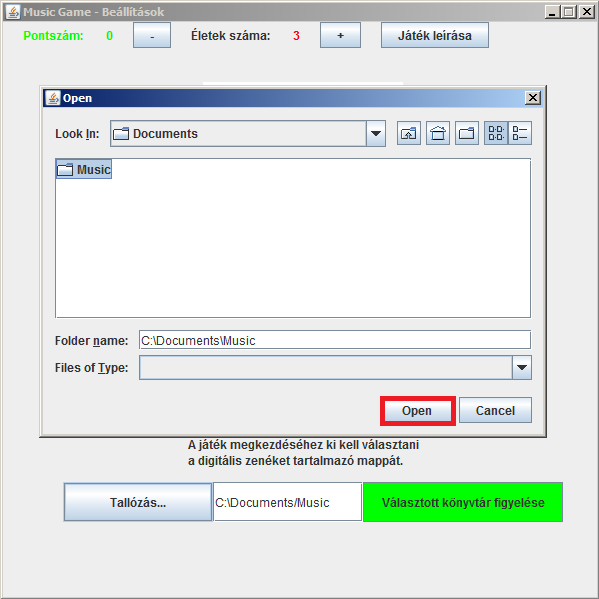 Music Game - Beállítások
Pontszám: 0 - Életek száma: 3 + Játék leírása
Open
Look In: Documents
Music
Folder name: C:\Documents\Music
Files of Type:
Open Cancel
A játék megkezdéséhez ki kell választani
a digitális zenéket tartalmazó mappát.
Tallózás... C:\Documents/Music Választott könyvtár figyelése